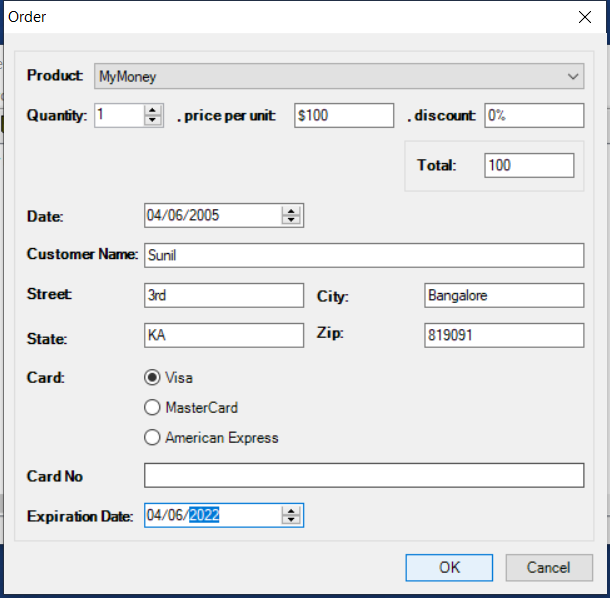 Order
Product: MyMoney
Quantity: 1 . price per unit: $100 . discount: 0%
Total: 100
Date: 04/06/2005
Customer Name: Sunil
Street: 3rd City: Bangalore
State: KA Zip: 819091
Card: Visa
MasterCard
American Express
Card No
Expiration Date: 04/06/2022
OK Cancel